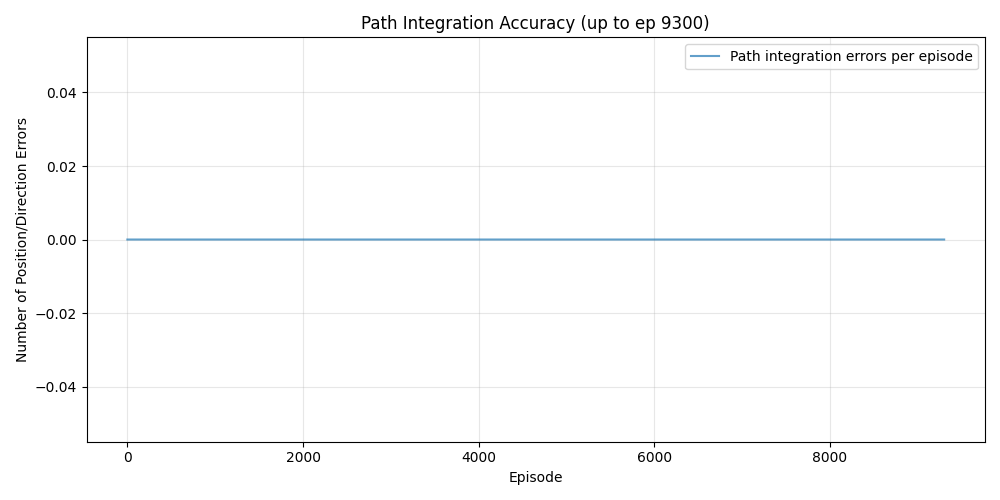 Path Integration Accuracy (up to ep 9300)
Path integration errors per episode
Number of Position/Direction Errors
0.04
0.02
0.00
−0.02
−0.04
0 2000 4000 6000 8000
Episode